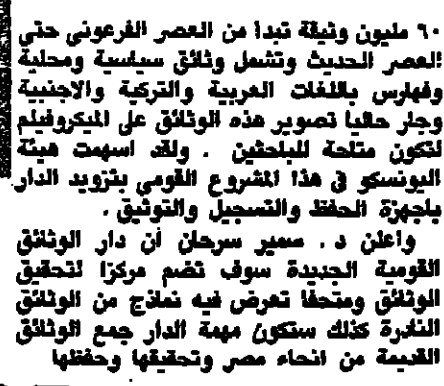 ٦٠ مليون وثيقة تبدأ من العصر الفرعوني حتى
العصر الحديث وتشمل وثائق سياسية ومحلية
وفهارس باللغات العربية والتركية والاجنبية
وجار حاليا تصوير هذه الوثائق على الميكروفيلم
لتكون متاحة للباحثين . ولقد اسهمت هيئة
اليونسكو في هذا المشروع القومي بتزويد الدار
باجهزة الحفظ والتسجيل والتوثيق .
واعلن د . سمير سرحان أن دار الوثائق
القومية الجديدة سوف تضم مركزا لتحقيق
الوثائق ومتحفا تعرض فيه نماذج من الوثائق
النادرة كذلك ستكون مهمة الدار جمع الوثائق
القديمة من انحاء مصر وتحقيقها وحفظها